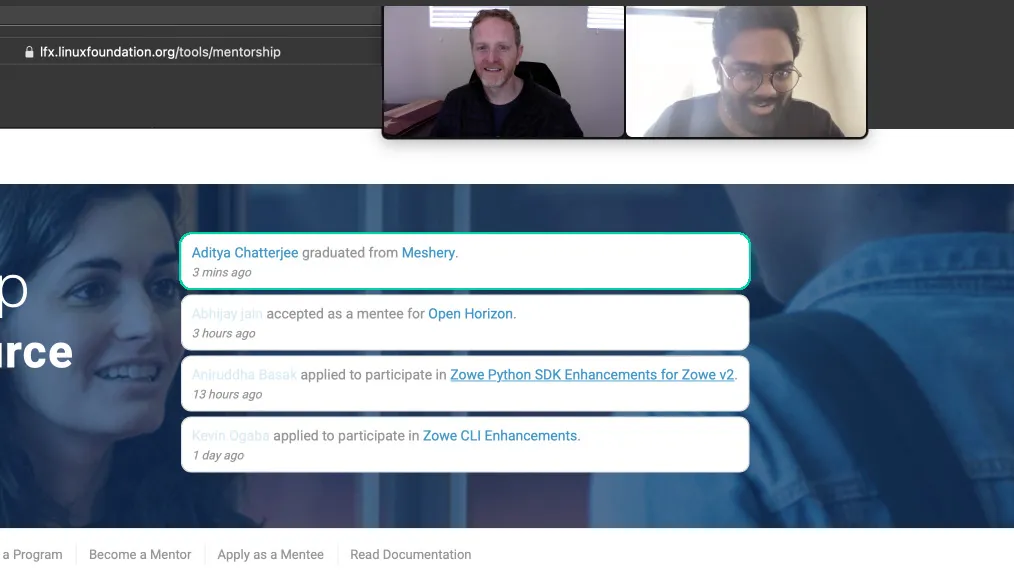 lfx.linuxfoundation.org/tools/mentorship
p
urce
Aditya Chatterjee graduated from Meshery.
3 mins ago
Abhijay jain accepted as a mentee for Open Horizon.
3 hours ago
Aniruddha Basak applied to participate in Zowe Python SDK Enhancements for Zowe v2.
13 hours ago
Kevin Ogaba applied to participate in Zowe CLI Enhancements.
1 day ago
a Program
Become a Mentor
Apply as a Mentee
Read Documentation